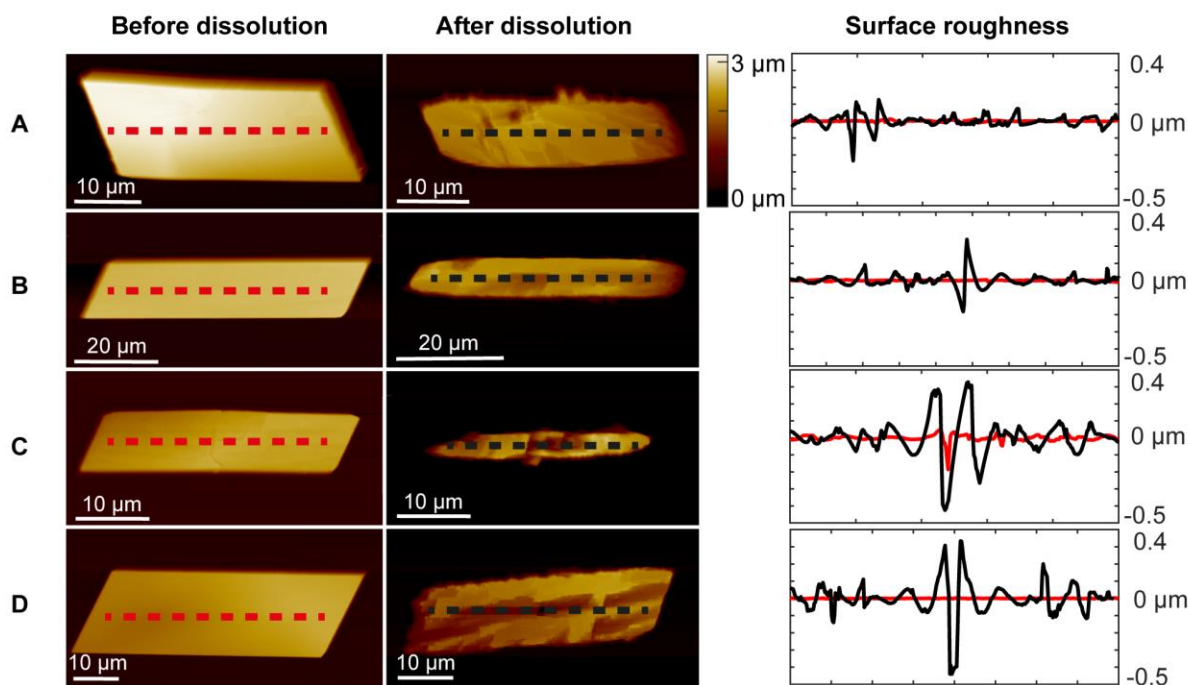 Before dissolution After dissolution Surface roughness
A
10 µm
10 µm
3 µm
0 µm
0.4
0 µm
-0.5
B
20 µm
20 µm
0.4
0 µm
-0.5
C
10 µm
10 µm
0.4
0 µm
-0.5
D
10 µm
10 µm
0.4
0 µm
-0.5